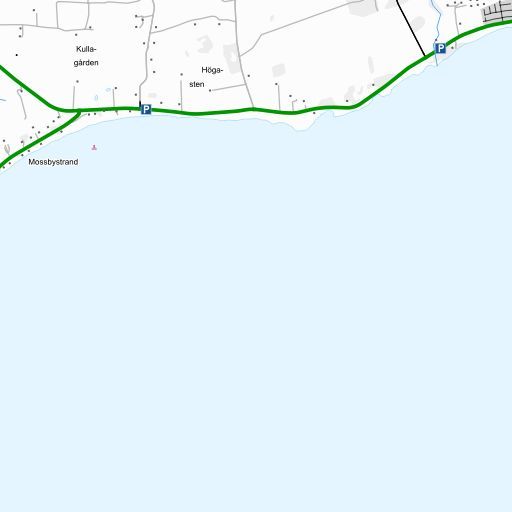 Kulla-
gården
Höga-
sten
P
P
Mossbystrand